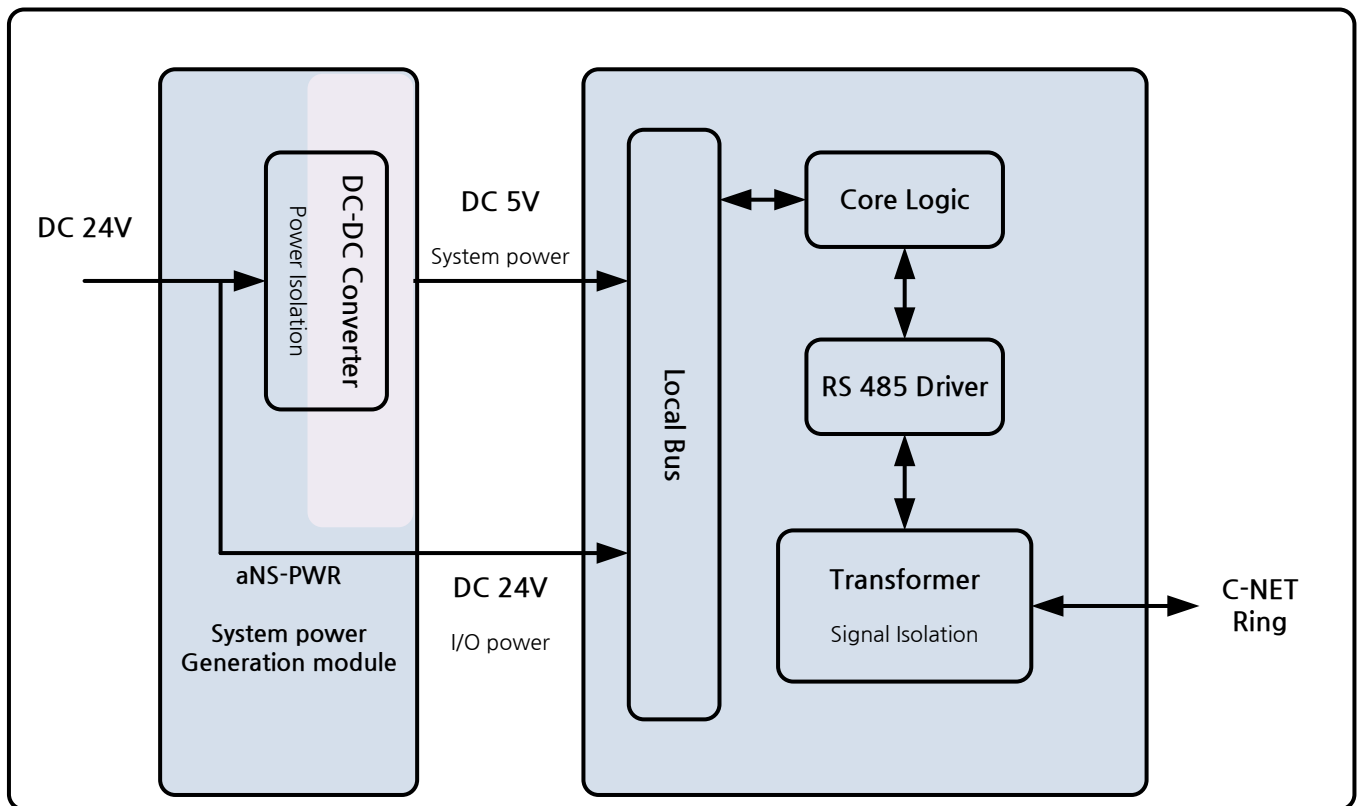 DC 24V
Power Isolation
DC-DC Converter
DC 5V
System power
aNS-PWR
System power
Generation module
DC 24V
I/O power
Local Bus
Core Logic
RS 485 Driver
Transformer
Signal Isolation
C-NET
Ring